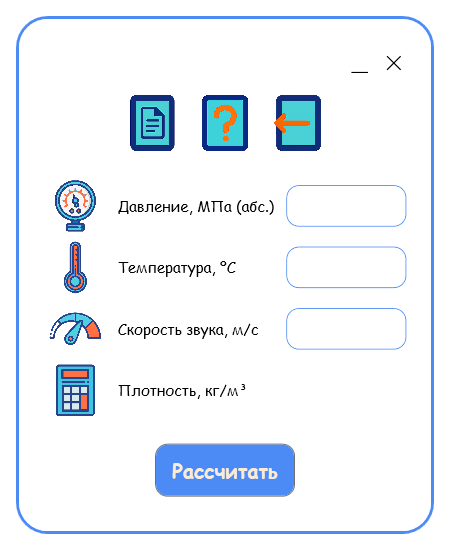 ?
Давление, МПа (абс.)
Температура, °C
Скорость звука, м/с
Плотность, кг/м³
Рассчитать